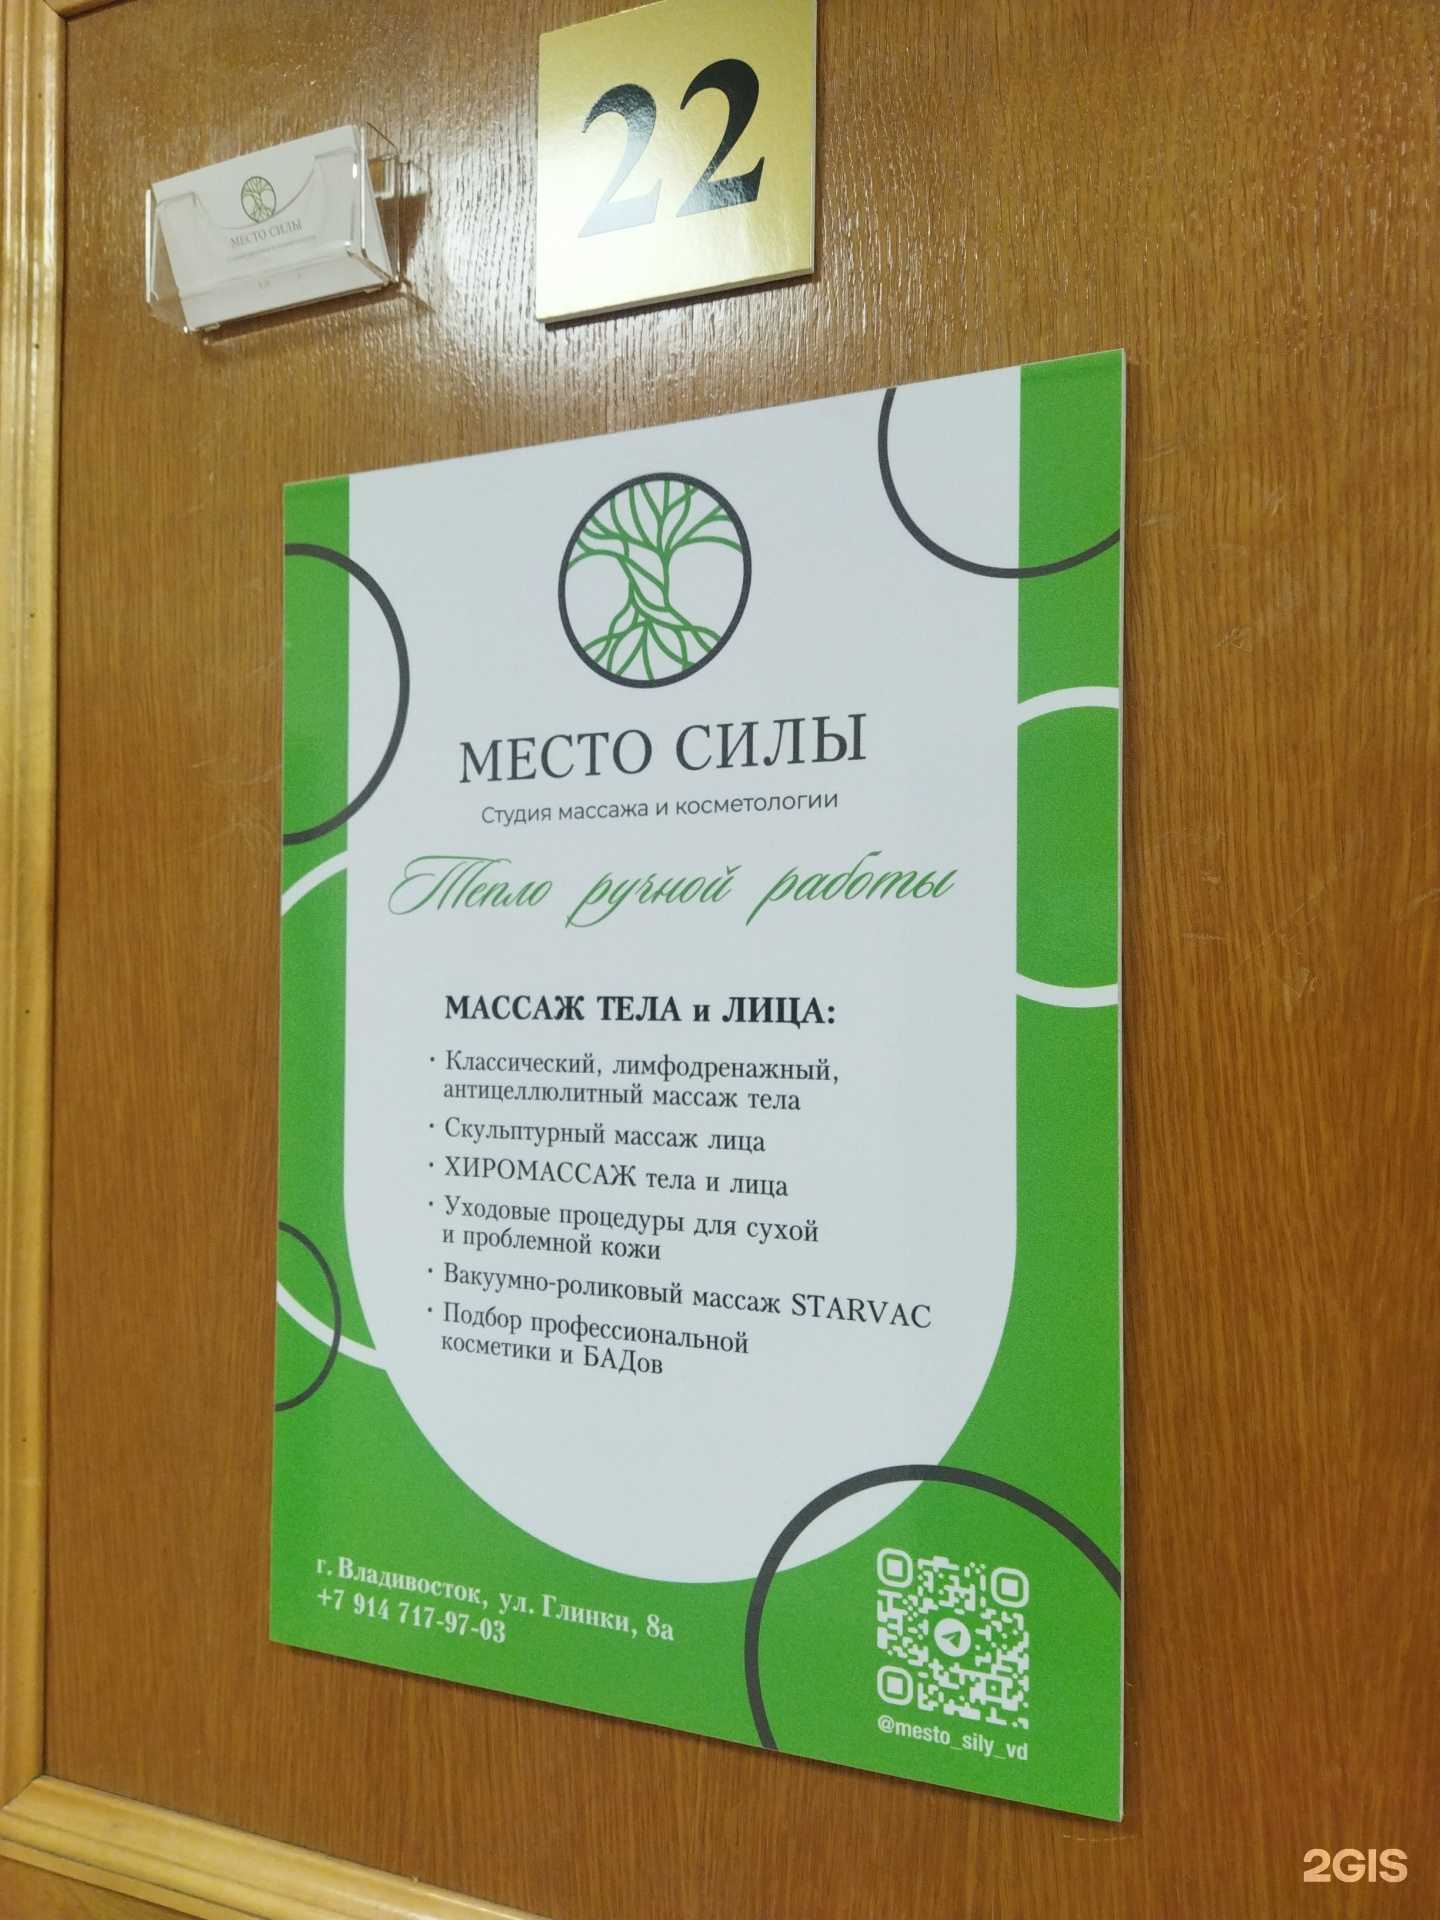 22
МЕСТО СИЛЫ
МЕСТО СИЛЫ
Студия массажа и косметологии
Тепло ручной работы
МАССАЖ ТЕЛА и ЛИЦА:
· Классический, лимфодренажный,
антицеллюлитный массаж тела
· Скульптурный массаж лица
· ХИРОМАССАЖ тела и лица
· Уходовые процедуры для сухой
и проблемной кожи
· Вакуумно-роликовый массаж STARVAC
· Подбор профессиональной
косметики и БАДов
г. Владивосток, ул. Глинки, 8а
+7 914 717-97-03
@mesto_sily_vd
2GIS